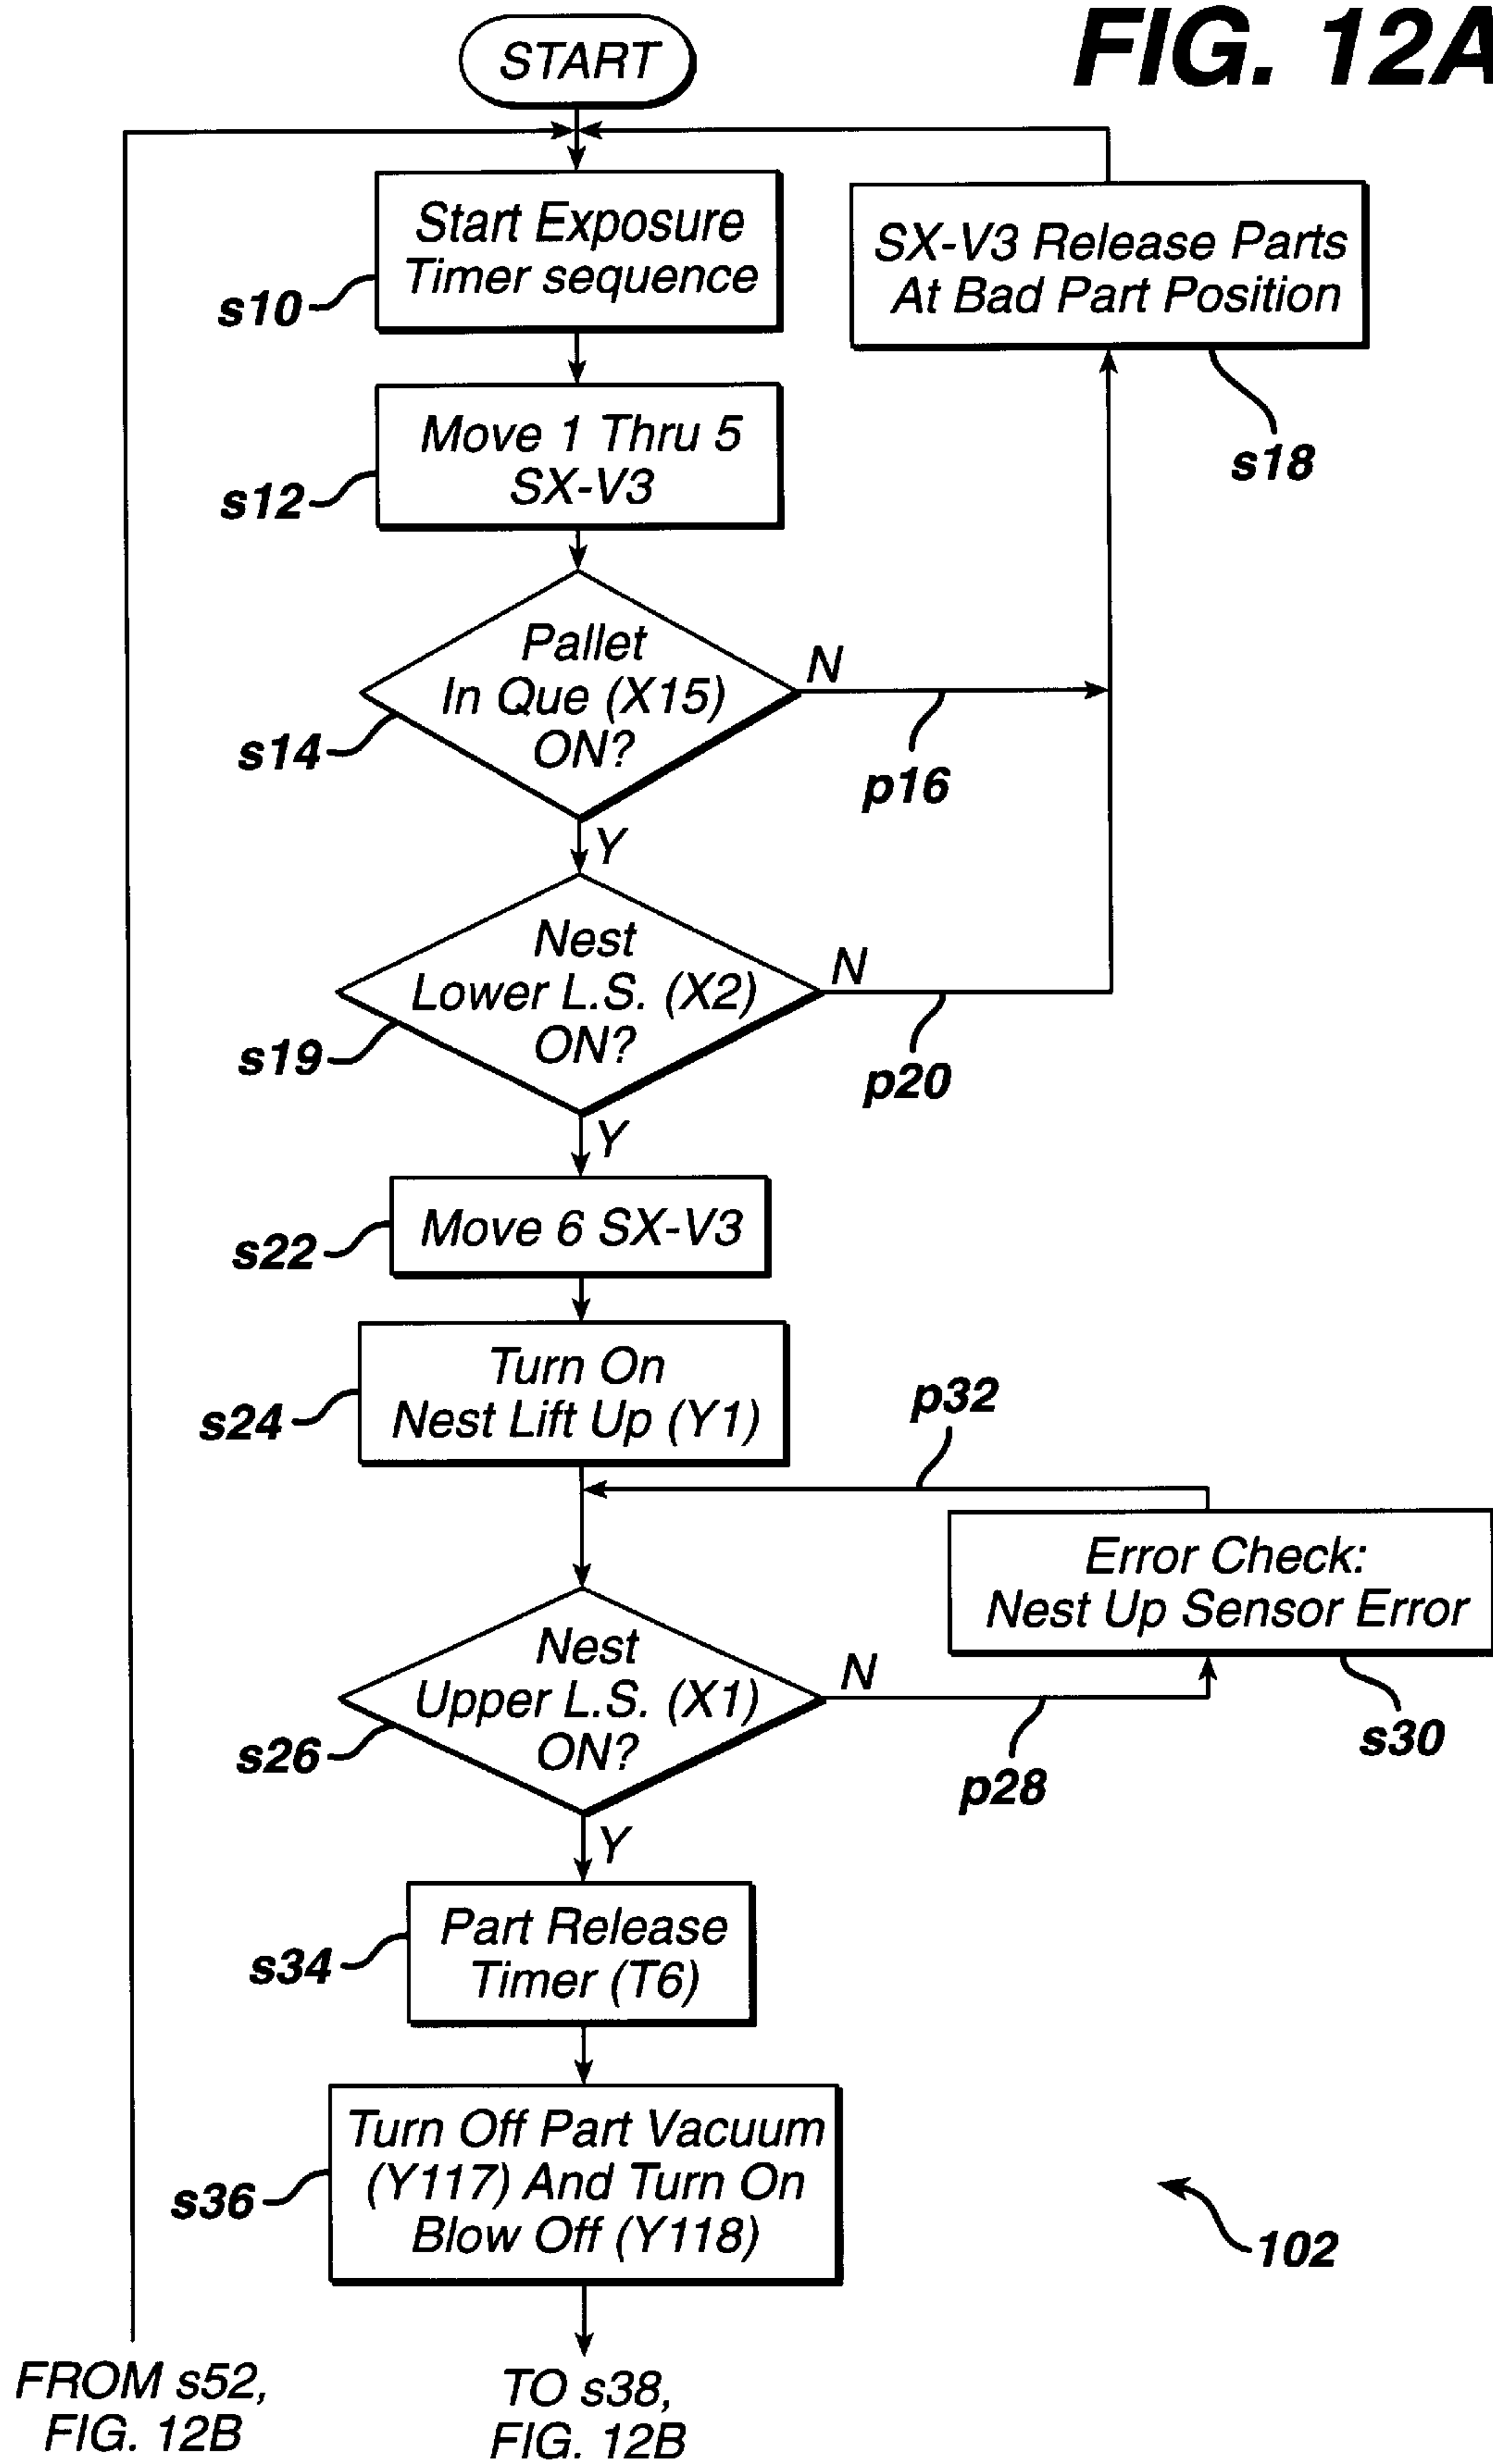 FIG. 12A
START
Start Exposure
Timer sequence
s10
SX-V3 Release Parts
At Bad Part Position
s18
Move 1 Thru 5
SX-V3
s12
Pallet
In Que (X15)
ON?
s14
N
p16
Y
Nest
Lower L.S. (X2)
ON?
s19
N
p20
Y
Move 6 SX-V3
s22
Turn On
Nest Lift Up (Y1)
s24
p32
Error Check:
Nest Up Sensor Error
s30
Nest
Upper L.S. (X1)
ON?
s26
N
p28
Y
Part Release
Timer (T6)
s34
Turn Off Part Vacuum
(Y117) And Turn On
Blow Off (Y118)
s36
102
FROM s52,
FIG. 12B
TO s38,
FIG. 12B